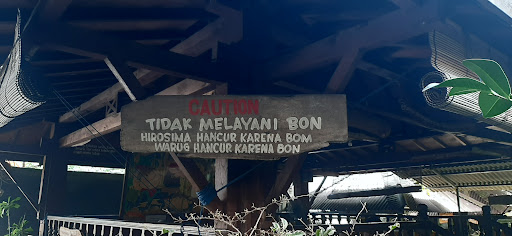 CAUTION
TIDAK MELAYANI BON
HIROSIMA HANCUR KARENA BOM
WARUG HANCUR KARENA BON